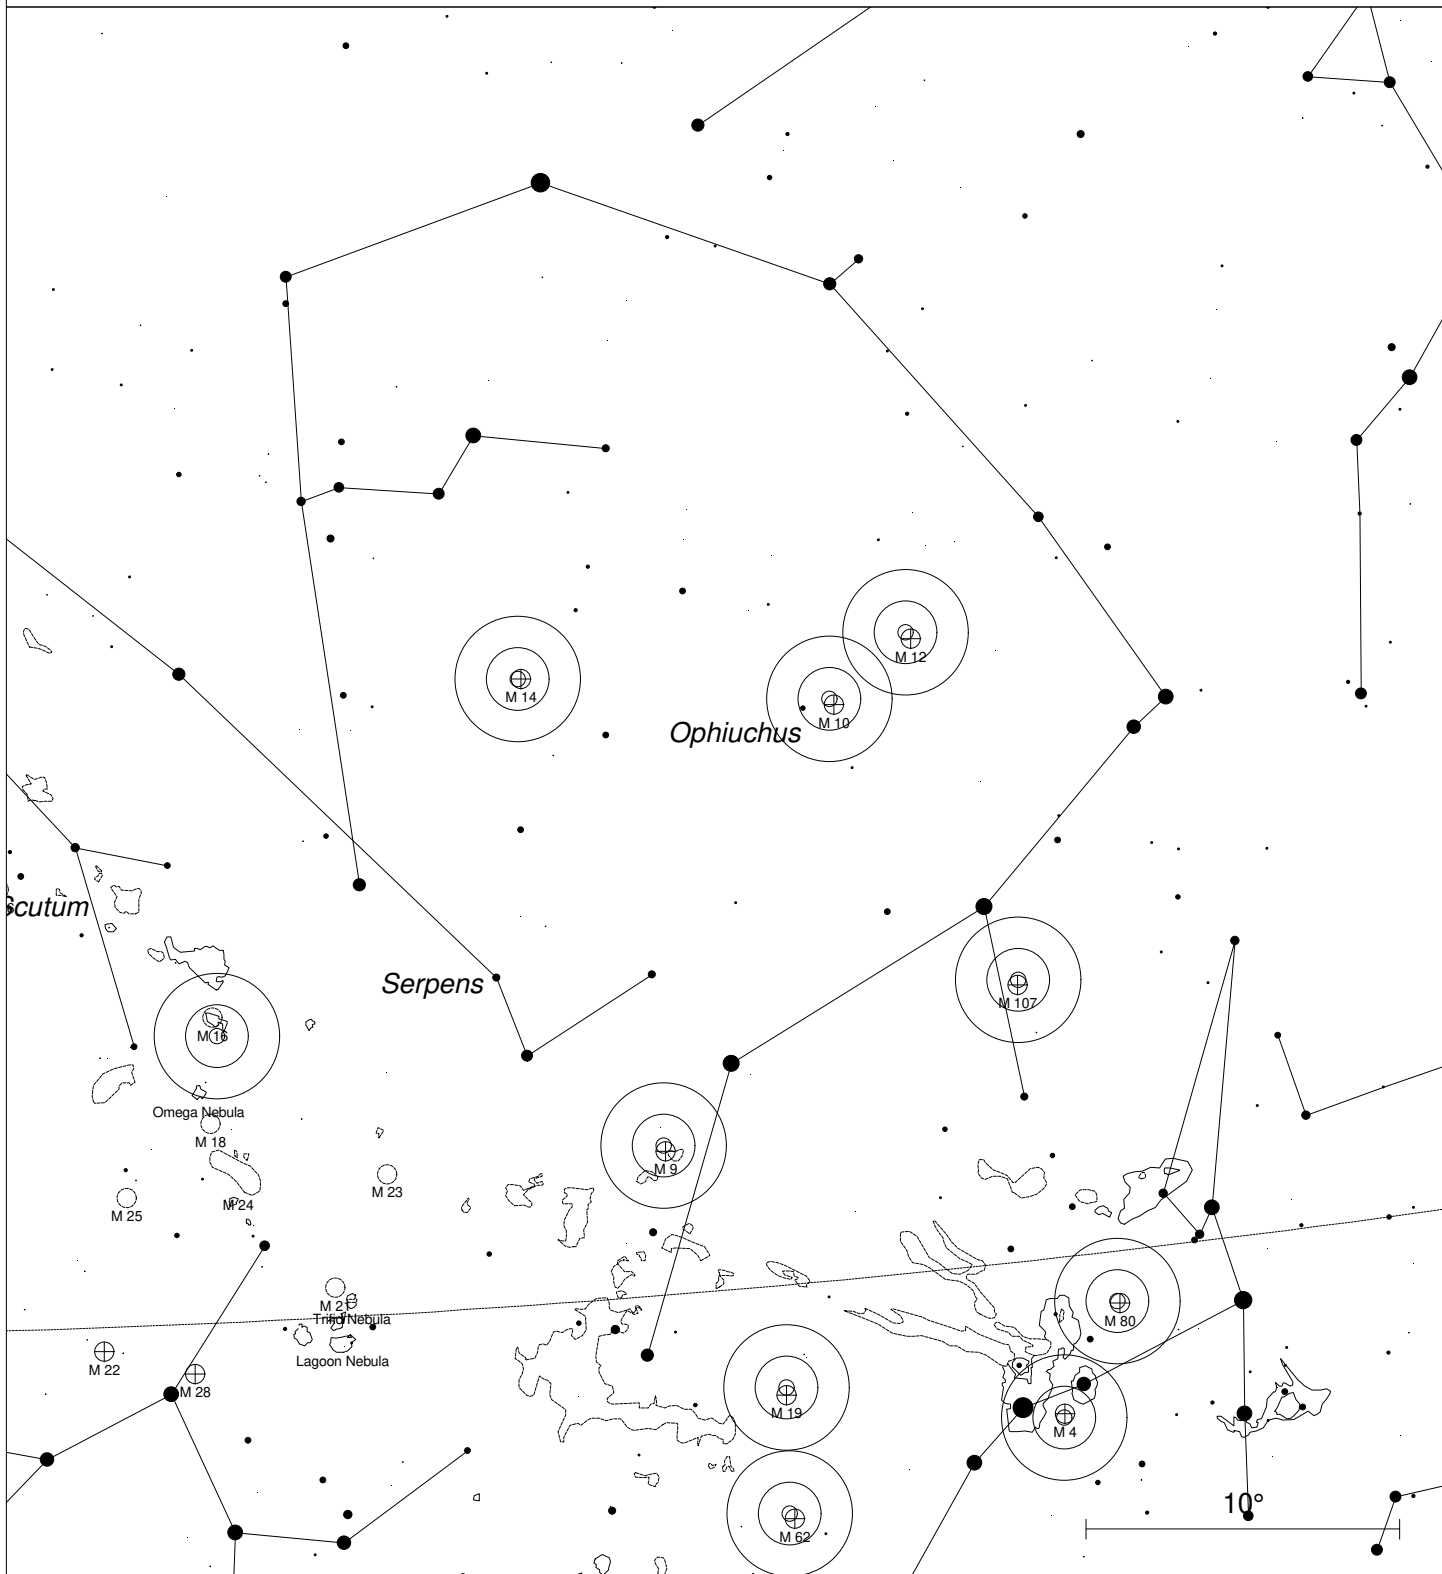 M 12
M 14
M 10
Ophiuchus
Scutum
Serpens
M 107
M 16
Omega Nebula
M 18
M 9
M 23
M 24
M 25
M 21
Trifid Nebula
M 80
Lagoon Nebula
M 22
M 28
M 19
M 4
10°
M 62